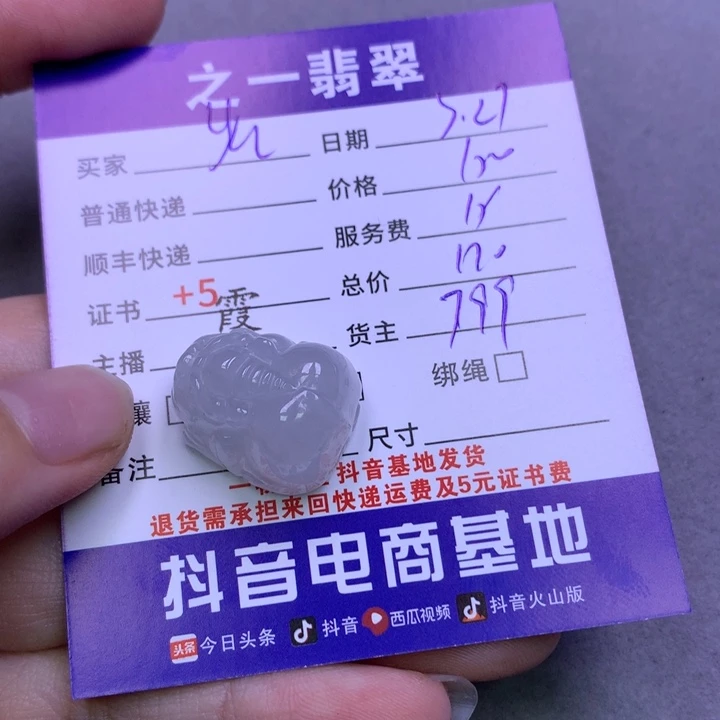 之一翡翠
买家 日期 5.27
普通快递 价格
顺丰快递 服务费
证书 +5 总价
主播 霞 货主 799
镶 绑绳
备注 尺寸
抖音基地发货
退货需承担来回快递运费及5元证书费
抖音电商基地
头条 今日头条 抖音 西瓜视频 抖音火山版